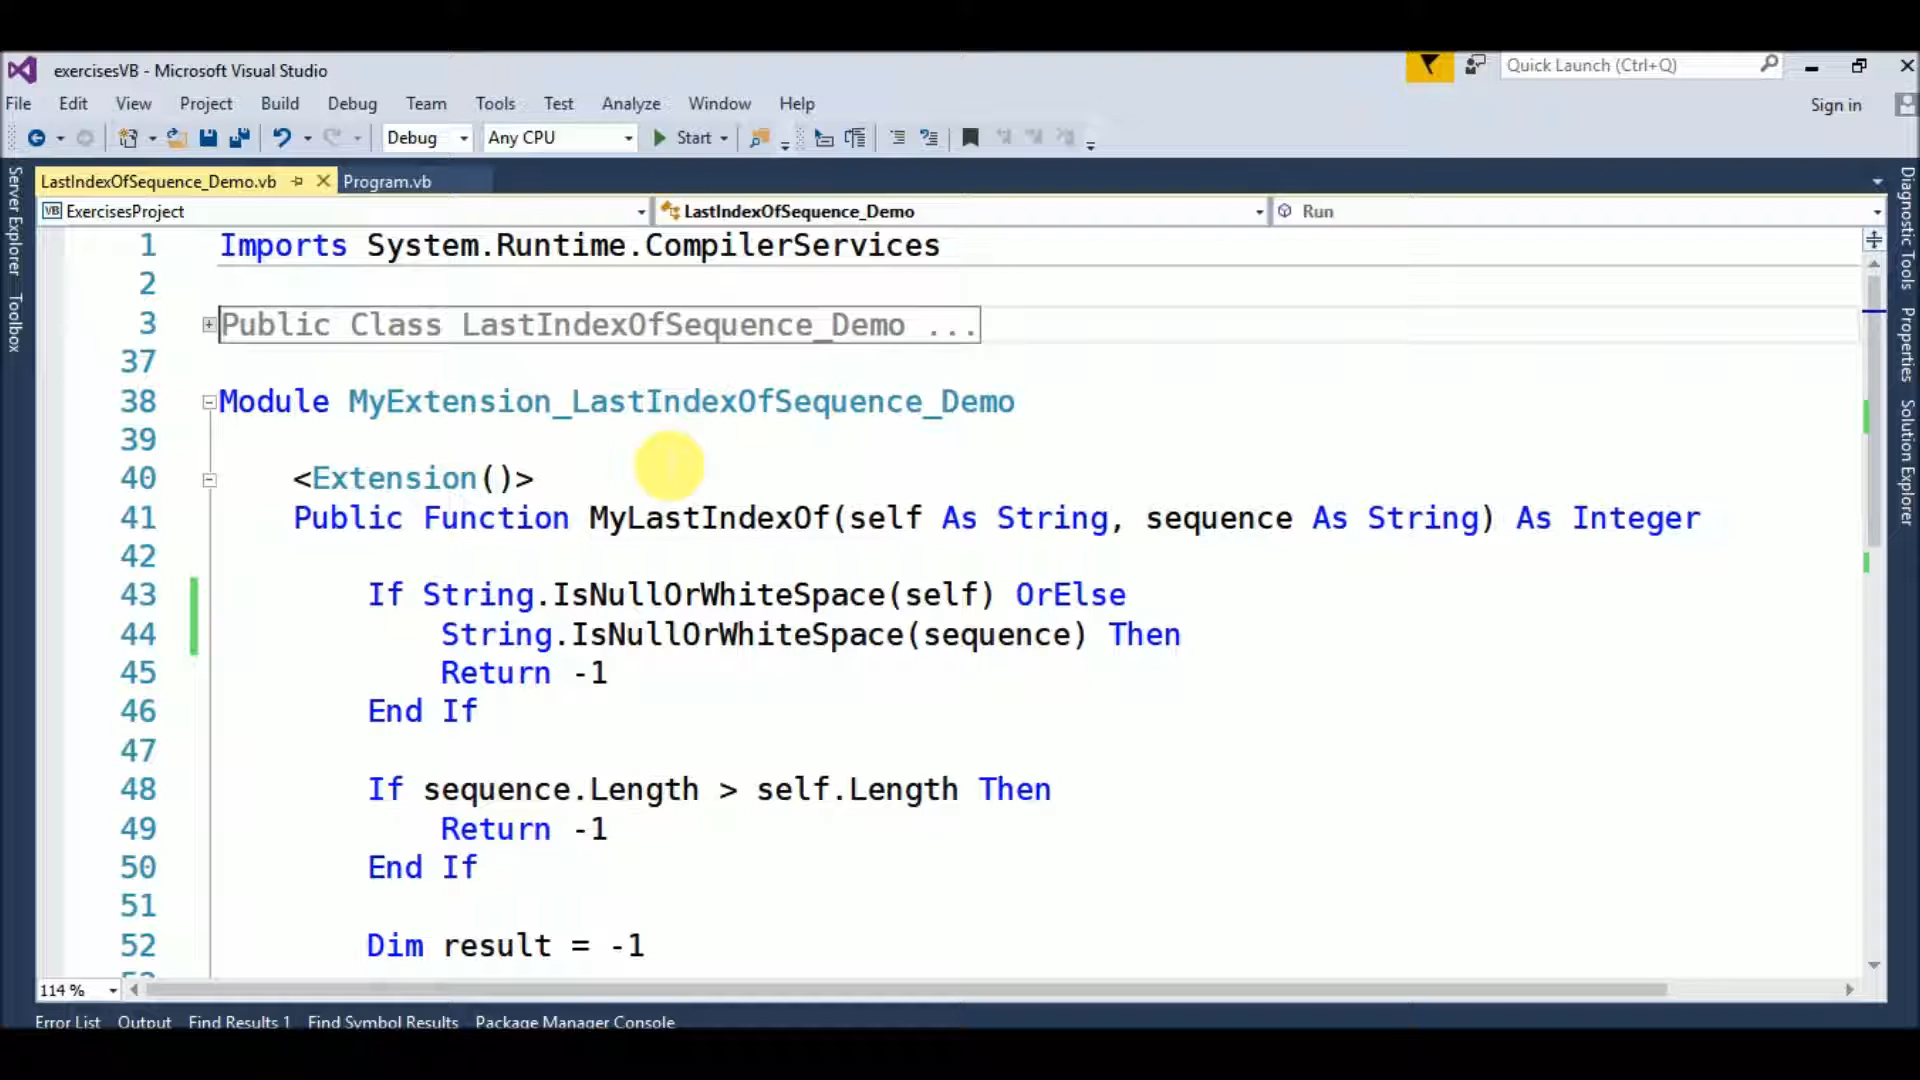 exercisesVB - Microsoft Visual Studio
Quick Launch (Ctrl+Q)
File Edit View Project Build Debug Team Tools Test Analyze Window Help
Sign in
Debug Any CPU Start
LastIndexOfSequence_Demo.vb Program.vb
VB ExercisesProject LastIndexOfSequence_Demo Run
Server Explorer
Toolbox
1 Imports System.Runtime.CompilerServices
2
3 Public Class LastIndexOfSequence_Demo ...
37
38 Module MyExtension_LastIndexOfSequence_Demo
39
40 <Extension()>
41 Public Function MyLastIndexOf(self As String, sequence As String) As Integer
42
43 If String.IsNullOrWhiteSpace(self) OrElse
44 String.IsNullOrWhiteSpace(sequence) Then
45 Return -1
46 End If
47
48 If sequence.Length > self.Length Then
49 Return -1
50 End If
51
52 Dim result = -1
53
Diagnostic Tools
Properties
Solution Explorer
114 %
Error List Output Find Results 1 Find Symbol Results Package Manager Console